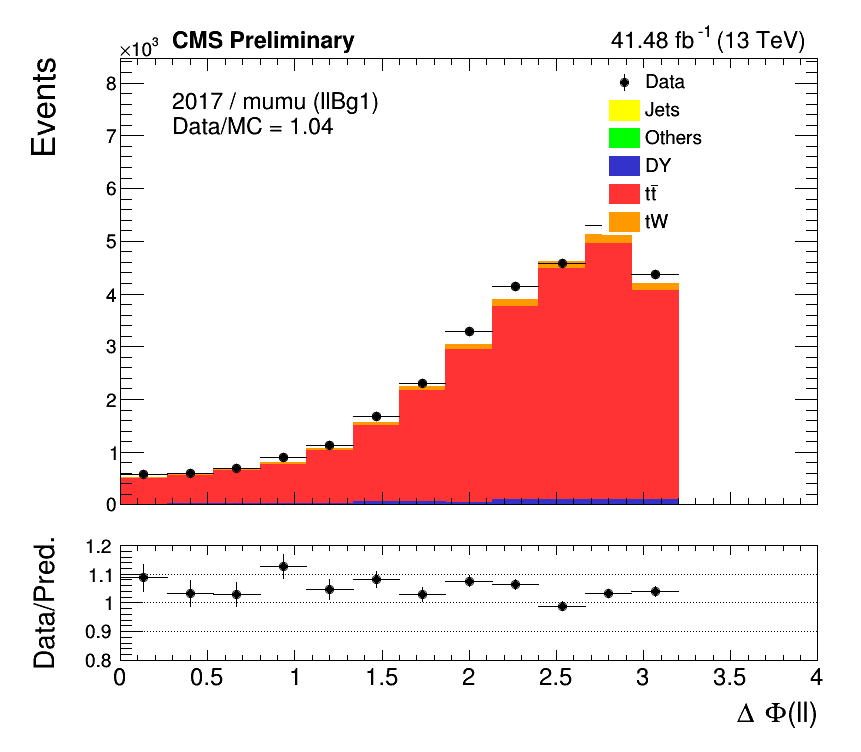 ×10³ CMS Preliminary 41.48 fb⁻¹ (13 TeV)
Events
2017 / mumu (llBg1)
Data/MC = 1.04
Data
Jets
Others
DY
tt̄
tW
8
7
6
5
4
3
2
1
0
Data/Pred.
1.2
1.1
1
0.9
0.8
0 0.5 1 1.5 2 2.5 3 3.5 4
Δ Φ(ll)